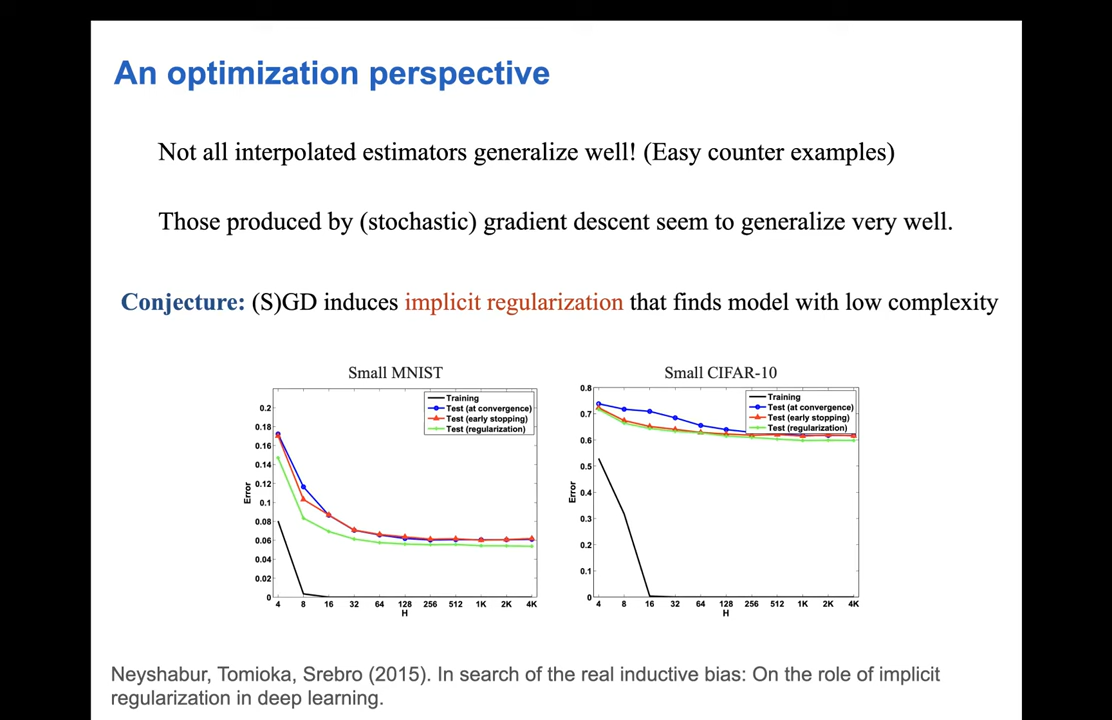 An optimization perspective
Not all interpolated estimators generalize well! (Easy counter examples)
Those produced by (stochastic) gradient descent seem to generalize very well.
Conjecture: (S)GD induces implicit regularization that finds model with low complexity
Small MNIST
Training
Test (at convergence)
Test (early stopping)
Test (regularization)
0.2
0.18
0.16
0.14
0.12
0.1
0.08
0.06
0.04
0.02
0
Error
4 8 16 32 64 128 256 512 1K 2K 4K
H
Small CIFAR-10
Training
Test (at convergence)
Test (early stopping)
Test (regularization)
0.8
0.7
0.6
0.5
0.4
0.3
0.2
0.1
0
Error
4 8 16 32 64 128 256 512 1K 2K 4K
H
Neyshabur, Tomioka, Srebro (2015). In search of the real inductive bias: On the role of implicit
regularization in deep learning.